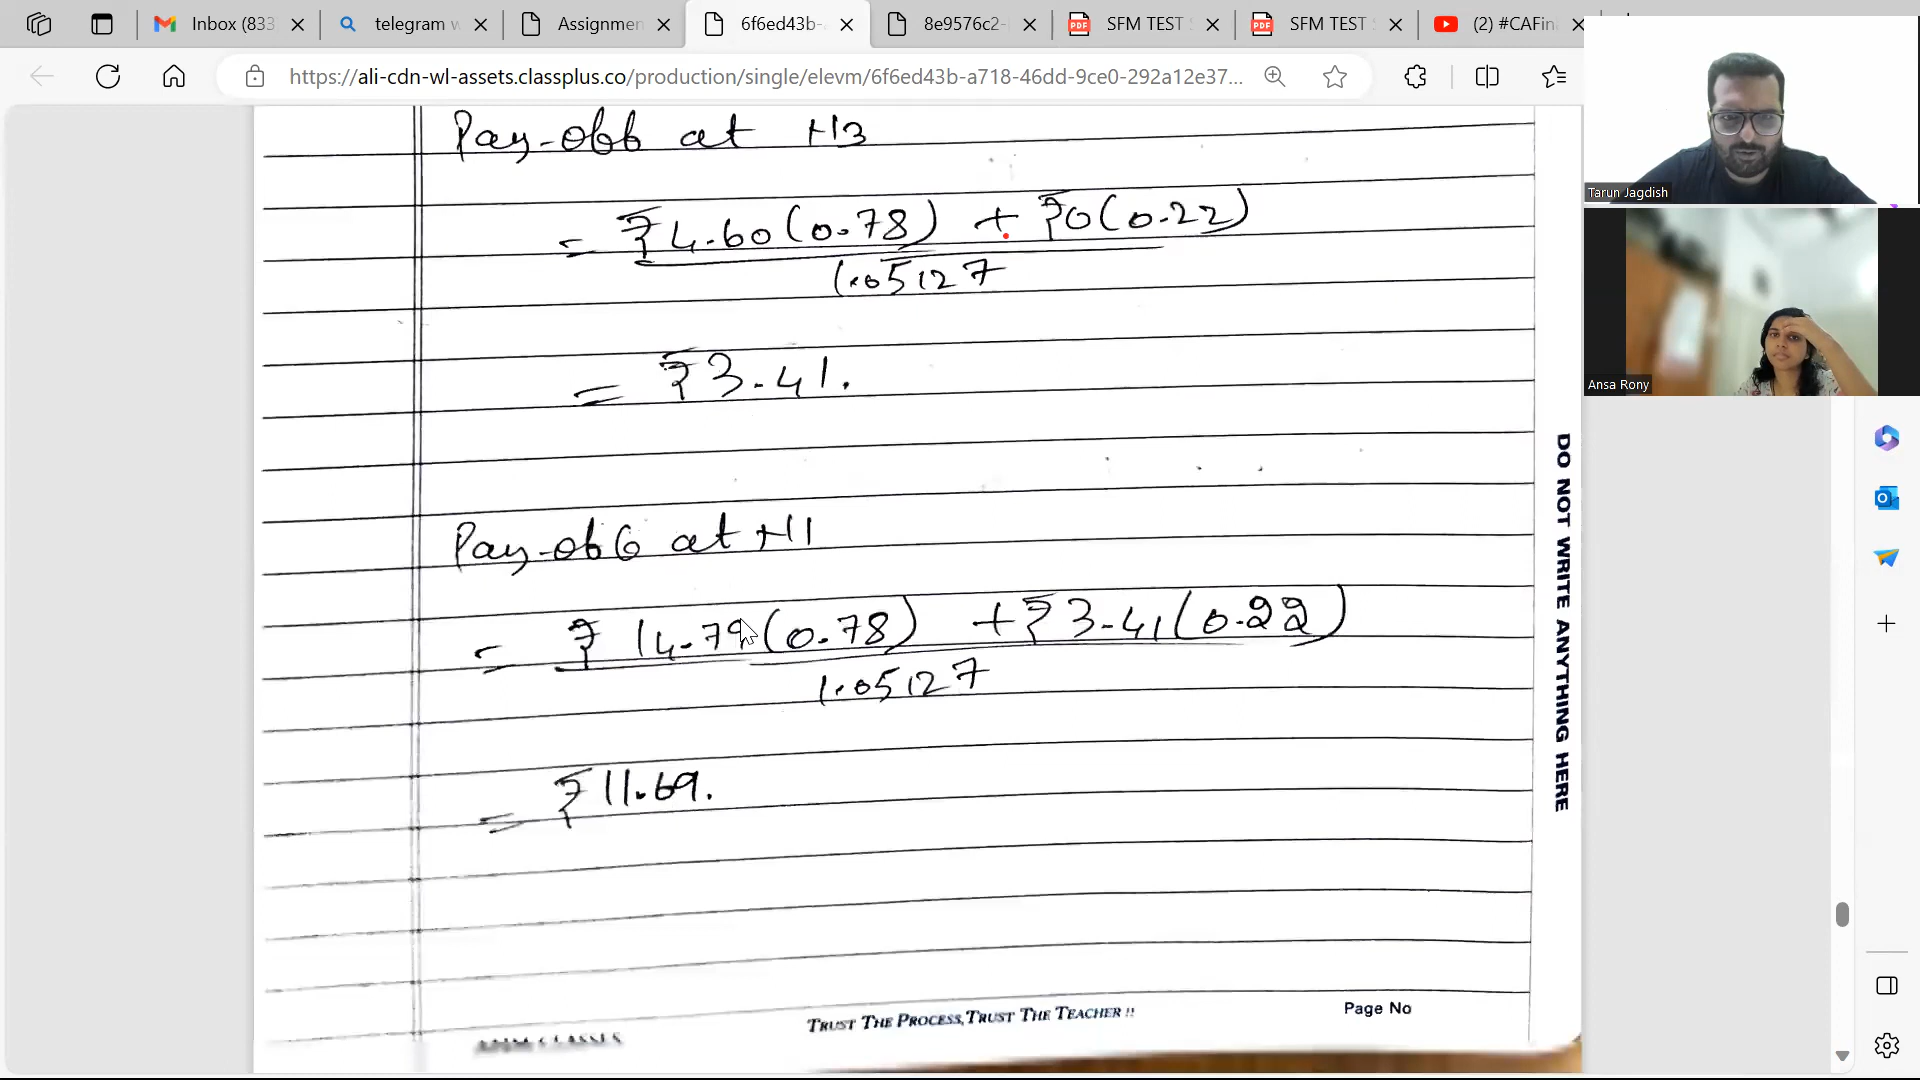 Inbox (833
telegram w
Assignmen
6f6ed43b-
8e9576c2-
SFM TEST
SFM TEST
(2) #CAFin
https://ali-cdn-wl-assets.classplus.co/production/single/elevm/6f6ed43b-a718-46dd-9ce0-292a12e37...
Tarun Jagdish
Ansa Rony
Pay-off at H3
= ₹4.60(0.78) + ₹0(0.22)
1.05127
= ₹3.41.
Pay-off at H1
= ₹14.79(0.78) + ₹3.41(0.22)
1.05127
= ₹11.69.
DO NOT WRITE ANYTHING HERE
TRUST THE PROCESS, TRUST THE TEACHER !!
Page No